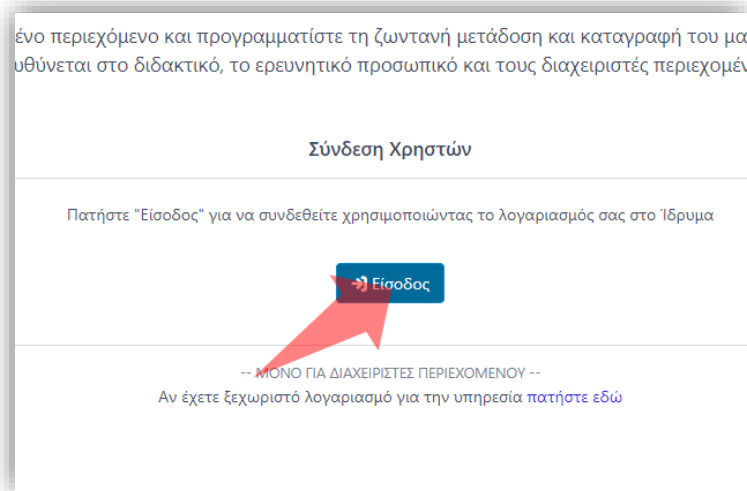 ένο περιεχόμενο και προγραμματίστε τη ζωντανή μετάδοση και καταγραφή του μα
υθύνεται στο διδακτικό, το ερευνητικό προσωπικό και τους διαχειριστές περιεχομέν
Σύνδεση Χρηστών
Πατήστε "Είσοδος" για να συνδεθείτε χρησιμοποιώντας το λογαριασμός σας στο Ίδρυμα
Είσοδος
-- ΜΟΝΟ ΓΙΑ ΔΙΑΧΕΙΡΙΣΤΕΣ ΠΕΡΙΕΧΟΜΕΝΟΥ --
Αν έχετε ξεχωριστό λογαριασμό για την υπηρεσία πατήστε εδώ